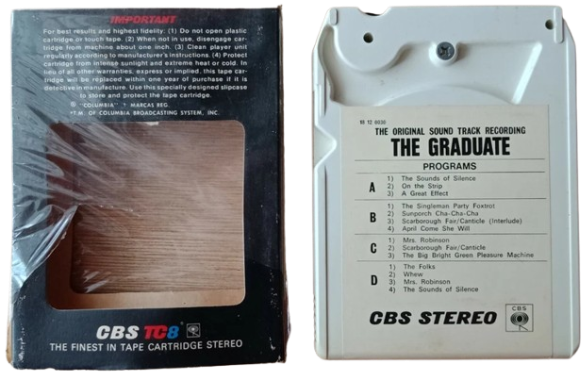 IMPORTANT
For best results and highest fidelity: (1) Do not open plastic
cartridge or touch tape. (2) When not in use, disengage car-
tridge from machine about one inch. (3) Clean player unit
regularly according to manufacturer's instructions. (4) Protect
cartridge from intense sunlight and extreme heat or cold. In
lieu of all other warranties, express or implied, this tape car-
tridge will be replaced within one year of purchase if it is
defective in manufacture. Use this specially designed slipcase
to store and protect the tape cartridge.
® "COLUMBIA" MARCAS REG.
*T.M. OF COLUMBIA BROADCASTING SYSTEM, INC.
CBS TC8
THE FINEST IN TAPE CARTRIDGE STEREO
THE ORIGINAL SOUND TRACK RECORDING
THE GRADUATE
PROGRAMS
A
1) The Sounds of Silence
2) On the Strip
3) A Great Effect
B
1) The Singleman Party Foxtrot
2) Sunporch Cha-Cha-Cha
3) Scarborough Fair/Canticle (Interlude)
4) April Come She Will
C
1) Mrs. Robinson
2) Scarborough Fair/Canticle
3) The Big Bright Green Pleasure Machine
D
1) The Folks
2) Whew
3) Mrs. Robinson
4) The Sounds of Silence
CBS STEREO
CBS